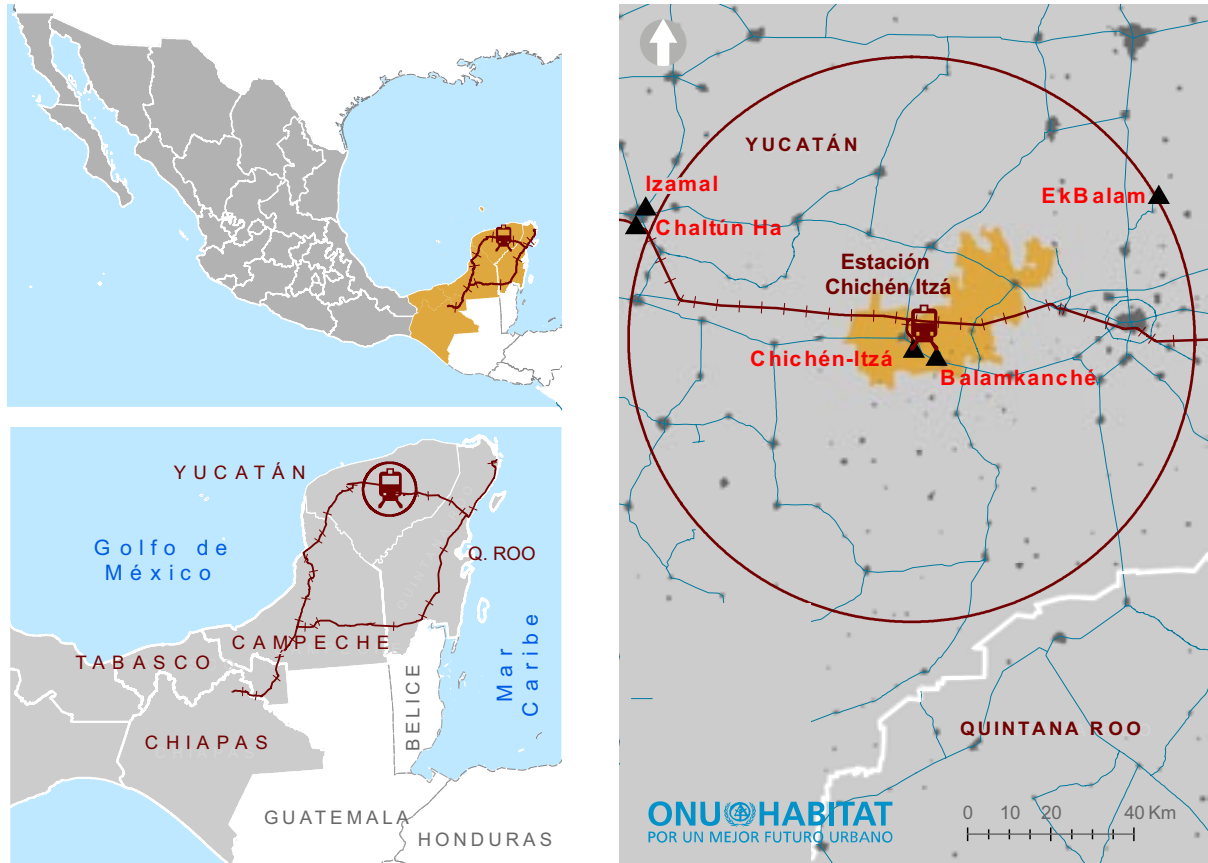 YUCATÁN
Golfo de
México
Q. ROO
QUINTANA ROO
CAMPECHE
TABASCO
CHIAPAS
BELICE
Mar
Caribe
GUATEMALA
HONDURAS
YUCATÁN
Izamal
Chaltún Ha
EkBalam
Estación
Chichén Itzá
Chichén-Itzá
Balamkanché
QUINTANA ROO
ONU HABITAT
POR UN MEJOR FUTURO URBANO
0 10 20 40 Km